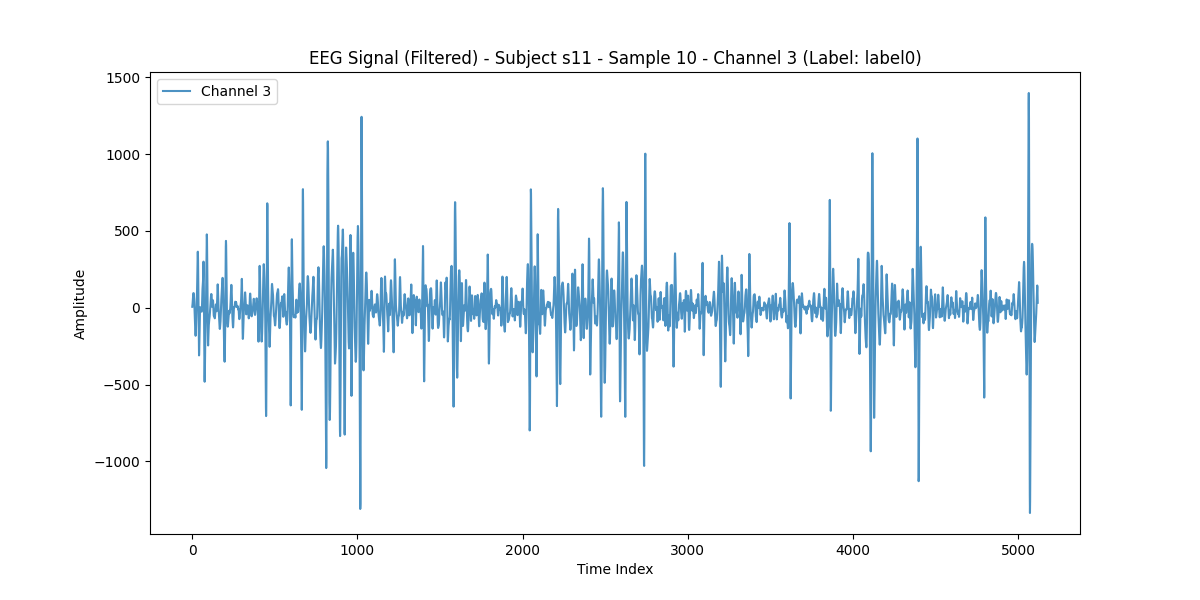 EEG Signal (Filtered) - Subject s11 - Sample 10 - Channel 3 (Label: label0)
Channel 3
1500
1000
500
0
−500
−1000
Amplitude
0 1000 2000 3000 4000 5000
Time Index